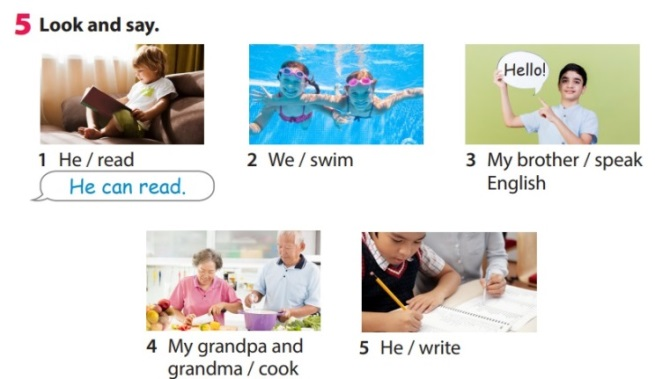 5 Look and say.
Hello!
1 He / read
2 We / swim
3 My brother / speak
English
He can read.
4 My grandpa and
grandma / cook
5 He / write